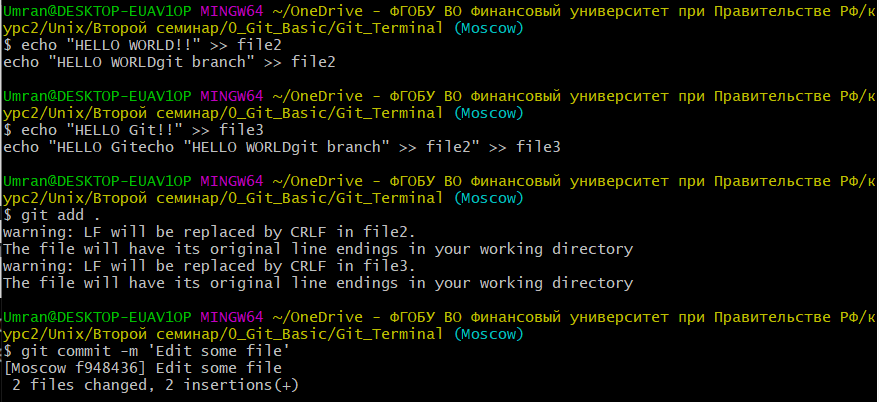 Umran@DESKTOP-EUAV1OP MINGW64 ~/OneDrive - ФГОБУ ВО Финансовый университет при Правительстве РФ/к
урс2/Unix/Второй семинар/0_Git_Basic/Git_Terminal (Moscow)
$ echo "HELLO WORLD!!" >> file2
echo "HELLO WORLDgit branch" >> file2
Umran@DESKTOP-EUAV1OP MINGW64 ~/OneDrive - ФГОБУ ВО Финансовый университет при Правительстве РФ/к
урс2/Unix/Второй семинар/0_Git_Basic/Git_Terminal (Moscow)
$ echo "HELLO Git!!" >> file3
echo "HELLO Gitecho "HELLO WORLDgit branch" >> file2" >> file3
Umran@DESKTOP-EUAV1OP MINGW64 ~/OneDrive - ФГОБУ ВО Финансовый университет при Правительстве РФ/к
урс2/Unix/Второй семинар/0_Git_Basic/Git_Terminal (Moscow)
$ git add .
warning: LF will be replaced by CRLF in file2.
The file will have its original line endings in your working directory
warning: LF will be replaced by CRLF in file3.
The file will have its original line endings in your working directory
Umran@DESKTOP-EUAV1OP MINGW64 ~/OneDrive - ФГОБУ ВО Финансовый университет при Правительстве РФ/к
урс2/Unix/Второй семинар/0_Git_Basic/Git_Terminal (Moscow)
$ git commit -m 'Edit some file'
[Moscow f948436] Edit some file
 2 files changed, 2 insertions(+)